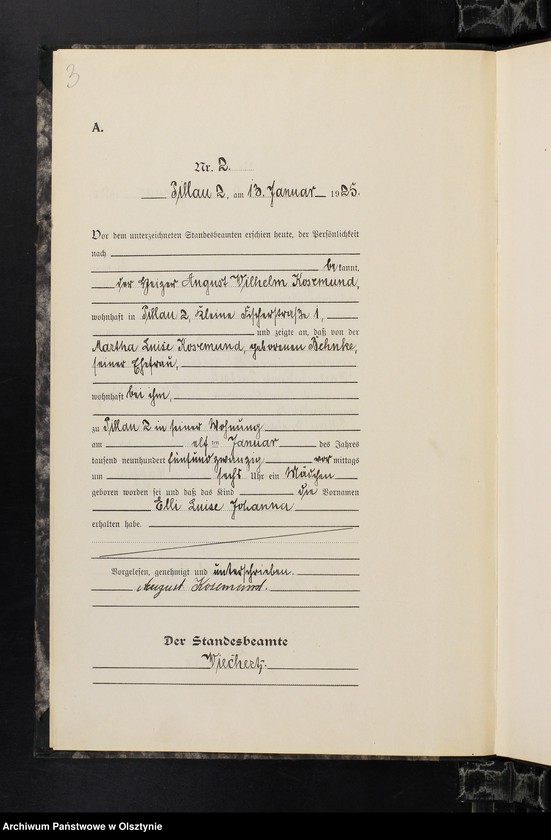 3
A.
Nr. 2.
Pillau 2, am 13. Januar 1925.
Vor dem unterzeichneten Standesbeamten erschien heute, der Persönlichkeit
nach
bekannt,
der Heizer August Wilhelm Rosemund,
wohnhaft in Pillau 2, Kleine Fischerstraße 1,
und zeigte an, daß von der
Martha Luise Rosemund, geborenen Behnke,
seiner Ehefrau,
wohnhaft bei ihm,
zu Pillau 2 in seiner Wohnung
am elften Januar des Jahres
tausend neunhundert fünfundzwanzig vormittags
um sechs Uhr ein Mädchen
geboren worden sei und daß das Kind die Vornamen
Elli Luise Johanna
erhalten habe.
Vorgelesen, genehmigt und unterschrieben.
August Rosemund.
Der Standesbeamte
Wiechert.
Archiwum Państwowe w Olsztynie